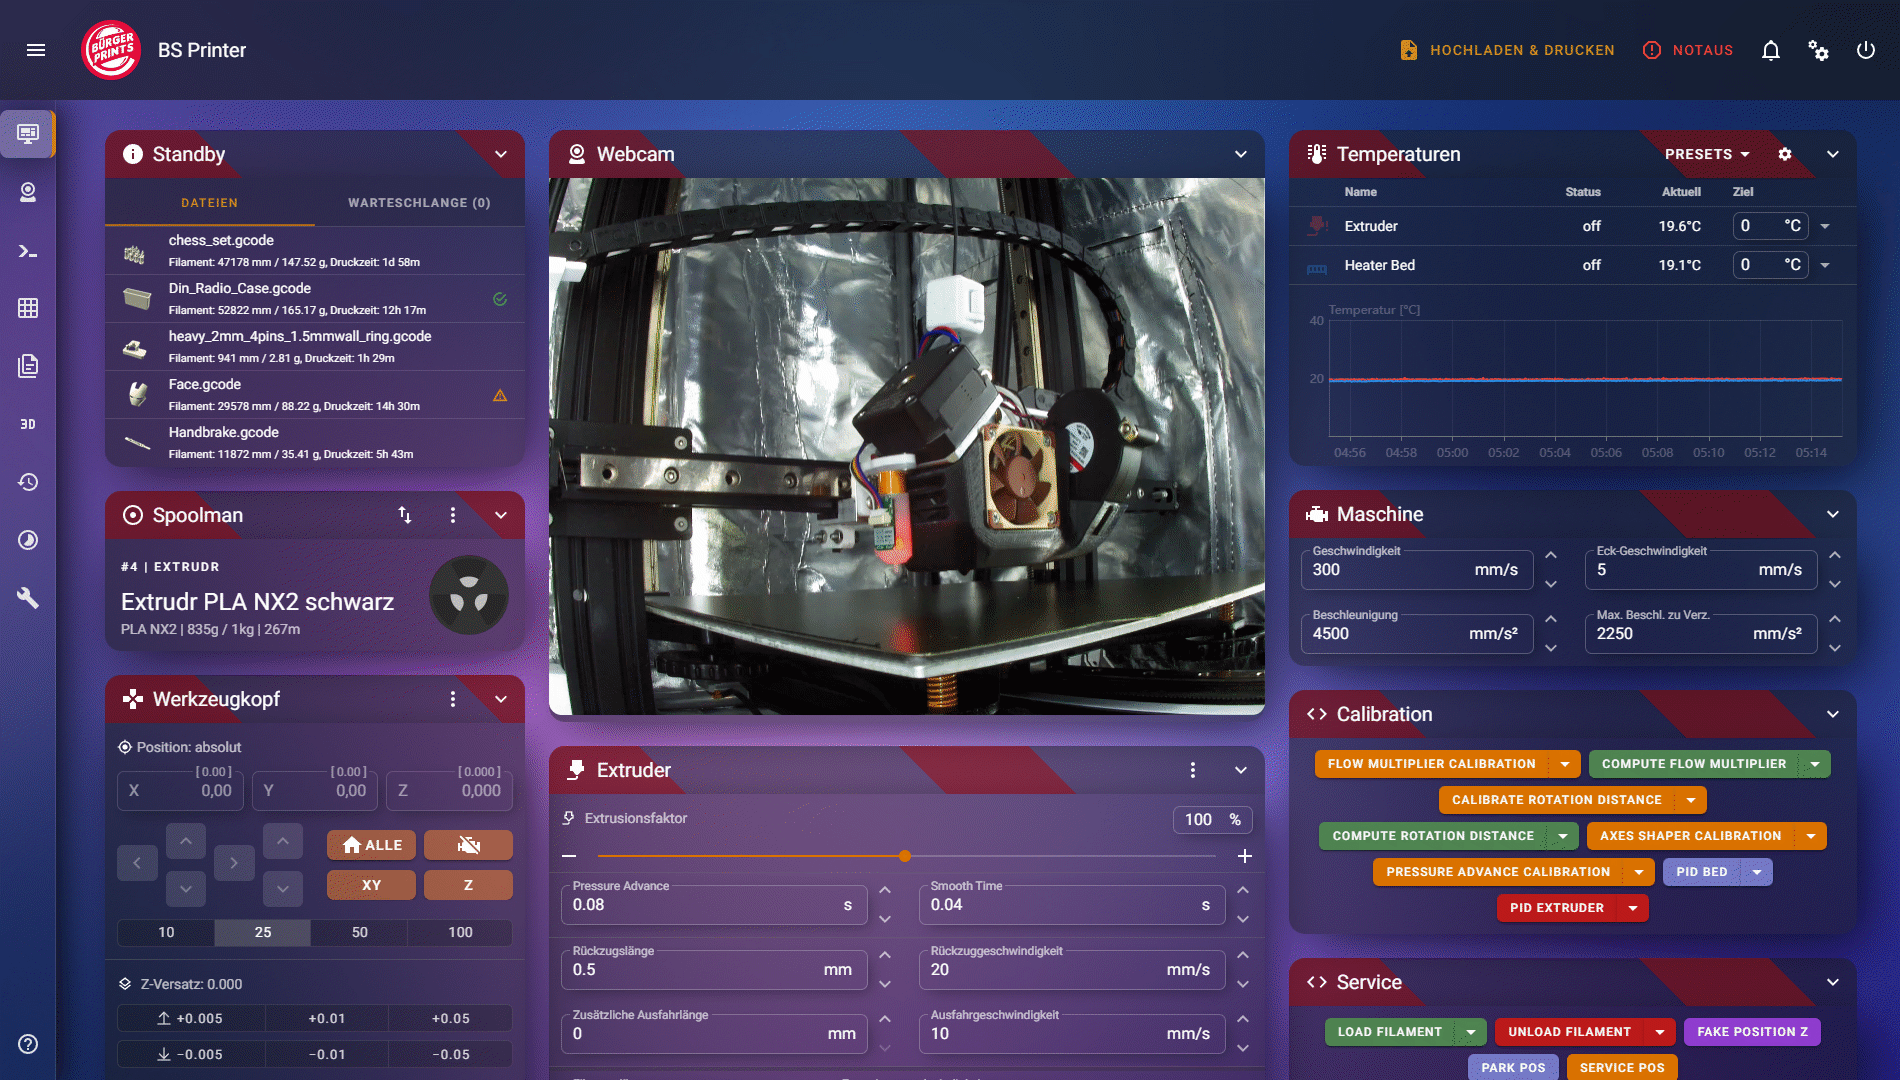 BÜRGER PRINTS
BS Printer
HOCHLADEN & DRUCKEN
NOTAUS
3D
Standby
DATEIEN
WARTESCHLANGE (0)
chess_set.gcode
Filament: 47178 mm / 147.52 g, Druckzeit: 1d 58m
Din_Radio_Case.gcode
Filament: 52822 mm / 165.17 g, Druckzeit: 12h 17m
heavy_2mm_4pins_1.5mmwall_ring.gcode
Filament: 941 mm / 2.81 g, Druckzeit: 1h 29m
Face.gcode
Filament: 29578 mm / 88.22 g, Druckzeit: 14h 30m
Handbrake.gcode
Filament: 11872 mm / 35.41 g, Druckzeit: 5h 43m
Spoolman
#4 | EXTRUDR
Extrudr PLA NX2 schwarz
PLA NX2 | 835g / 1kg | 267m
Werkzeugkopf
Position: absolut
[ 0.00 ] [ 0.00 ] [ 0.000 ]
X 0,00 Y 0,00 Z 0,000
ALLE
XY Z
10 25 50 100
Z-Versatz: 0.000
+0.005 +0.01 +0.05
−0.005 −0.01 −0.05
Webcam
Extruder
Extrusionsfaktor 100 %
Pressure Advance Smooth Time
0.08 s 0.04 s
Rückzugslänge Rückzuggeschwindigkeit
0.5 mm 20 mm/s
Zusätzliche Ausfahrlänge Ausfahrgeschwindigkeit
0 mm 10 mm/s
Temperaturen PRESETS
Name Status Aktuell Ziel
Extruder off 19.6°C 0 °C
Heater Bed off 19.1°C 0 °C
Temperatur [°C]
40
20
04:56 04:58 05:00 05:02 05:04 05:06 05:08 05:10 05:12 05:14
Maschine
Geschwindigkeit Eck-Geschwindigkeit
300 mm/s 5 mm/s
Beschleunigung Max. Beschl. zu Verz.
4500 mm/s² 2250 mm/s²
Calibration
FLOW MULTIPLIER CALIBRATION COMPUTE FLOW MULTIPLIER
CALIBRATE ROTATION DISTANCE
COMPUTE ROTATION DISTANCE AXES SHAPER CALIBRATION
PRESSURE ADVANCE CALIBRATION PID BED
PID EXTRUDER
Service
LOAD FILAMENT UNLOAD FILAMENT FAKE POSITION Z
PARK POS SERVICE POS